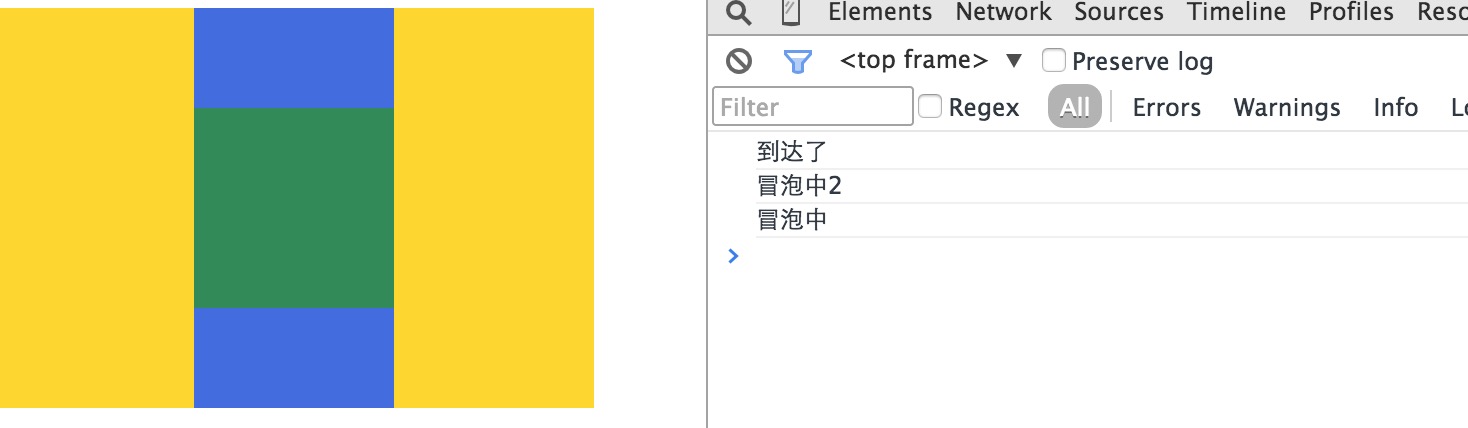 Elements Network Sources Timeline Profiles Reso
<top frame> ▼ Preserve log
Filter Regex All Errors Warnings Info Lo
到达了
冒泡中2
冒泡中
>